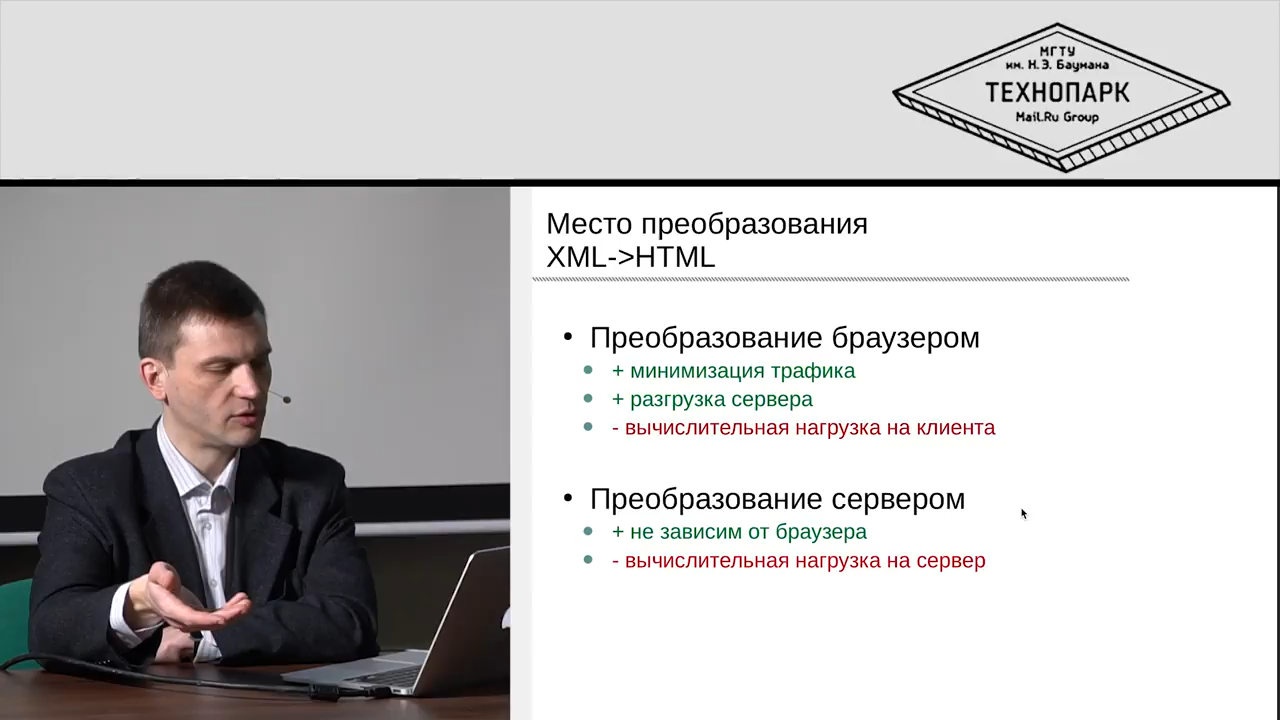 МГТУ
им. Н.Э. Баумана
ТЕХНОПАРК
Mail.Ru Group
Место преобразования
XML->HTML
• Преобразование браузером
• + минимизация трафика
• + разгрузка сервера
• - вычислительная нагрузка на клиента
• Преобразование сервером
• + не зависим от браузера
• - вычислительная нагрузка на сервер